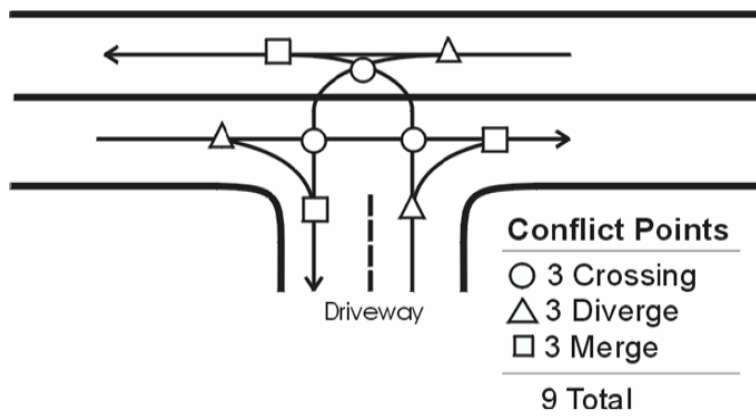 Driveway
Conflict Points
3 Crossing
3 Diverge
3 Merge
9 Total